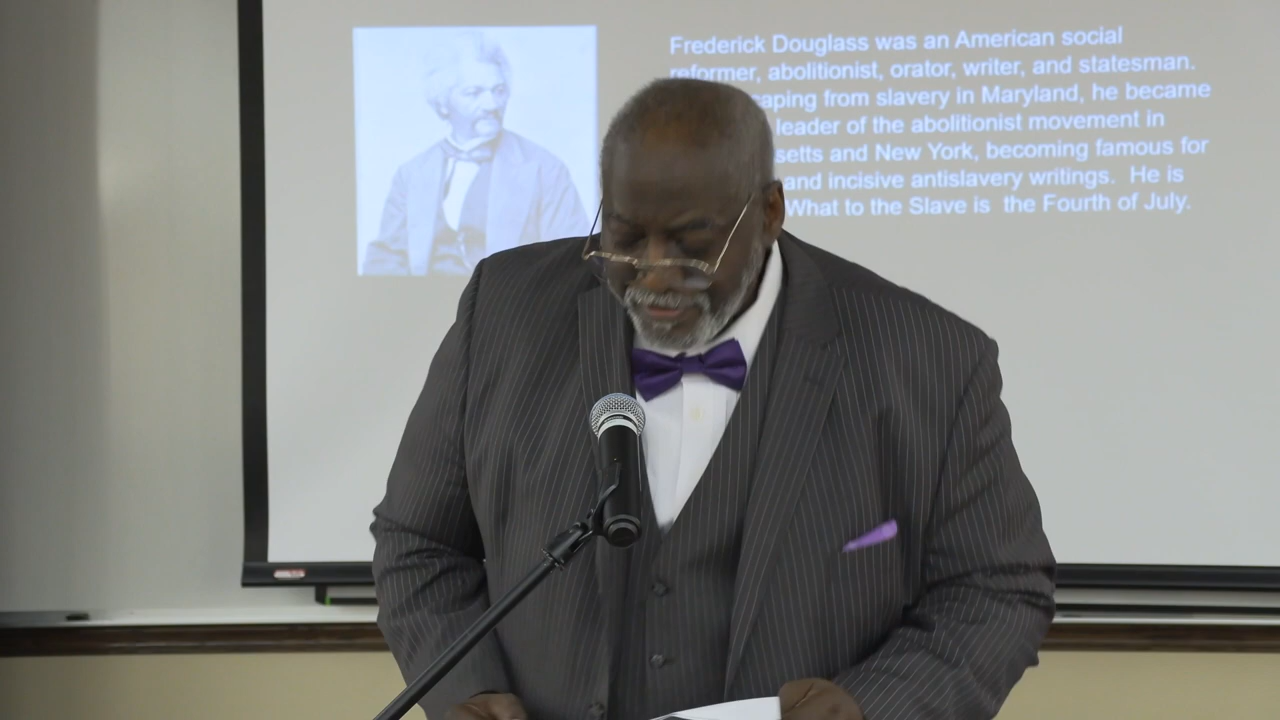 Frederick Douglass was an American social
reformer, abolitionist, orator, writer, and statesman.
caping from slavery in Maryland, he became
leader of the abolitionist movement in
setts and New York, becoming famous for
and incisive antislavery writings. He is
What to the Slave is the Fourth of July.